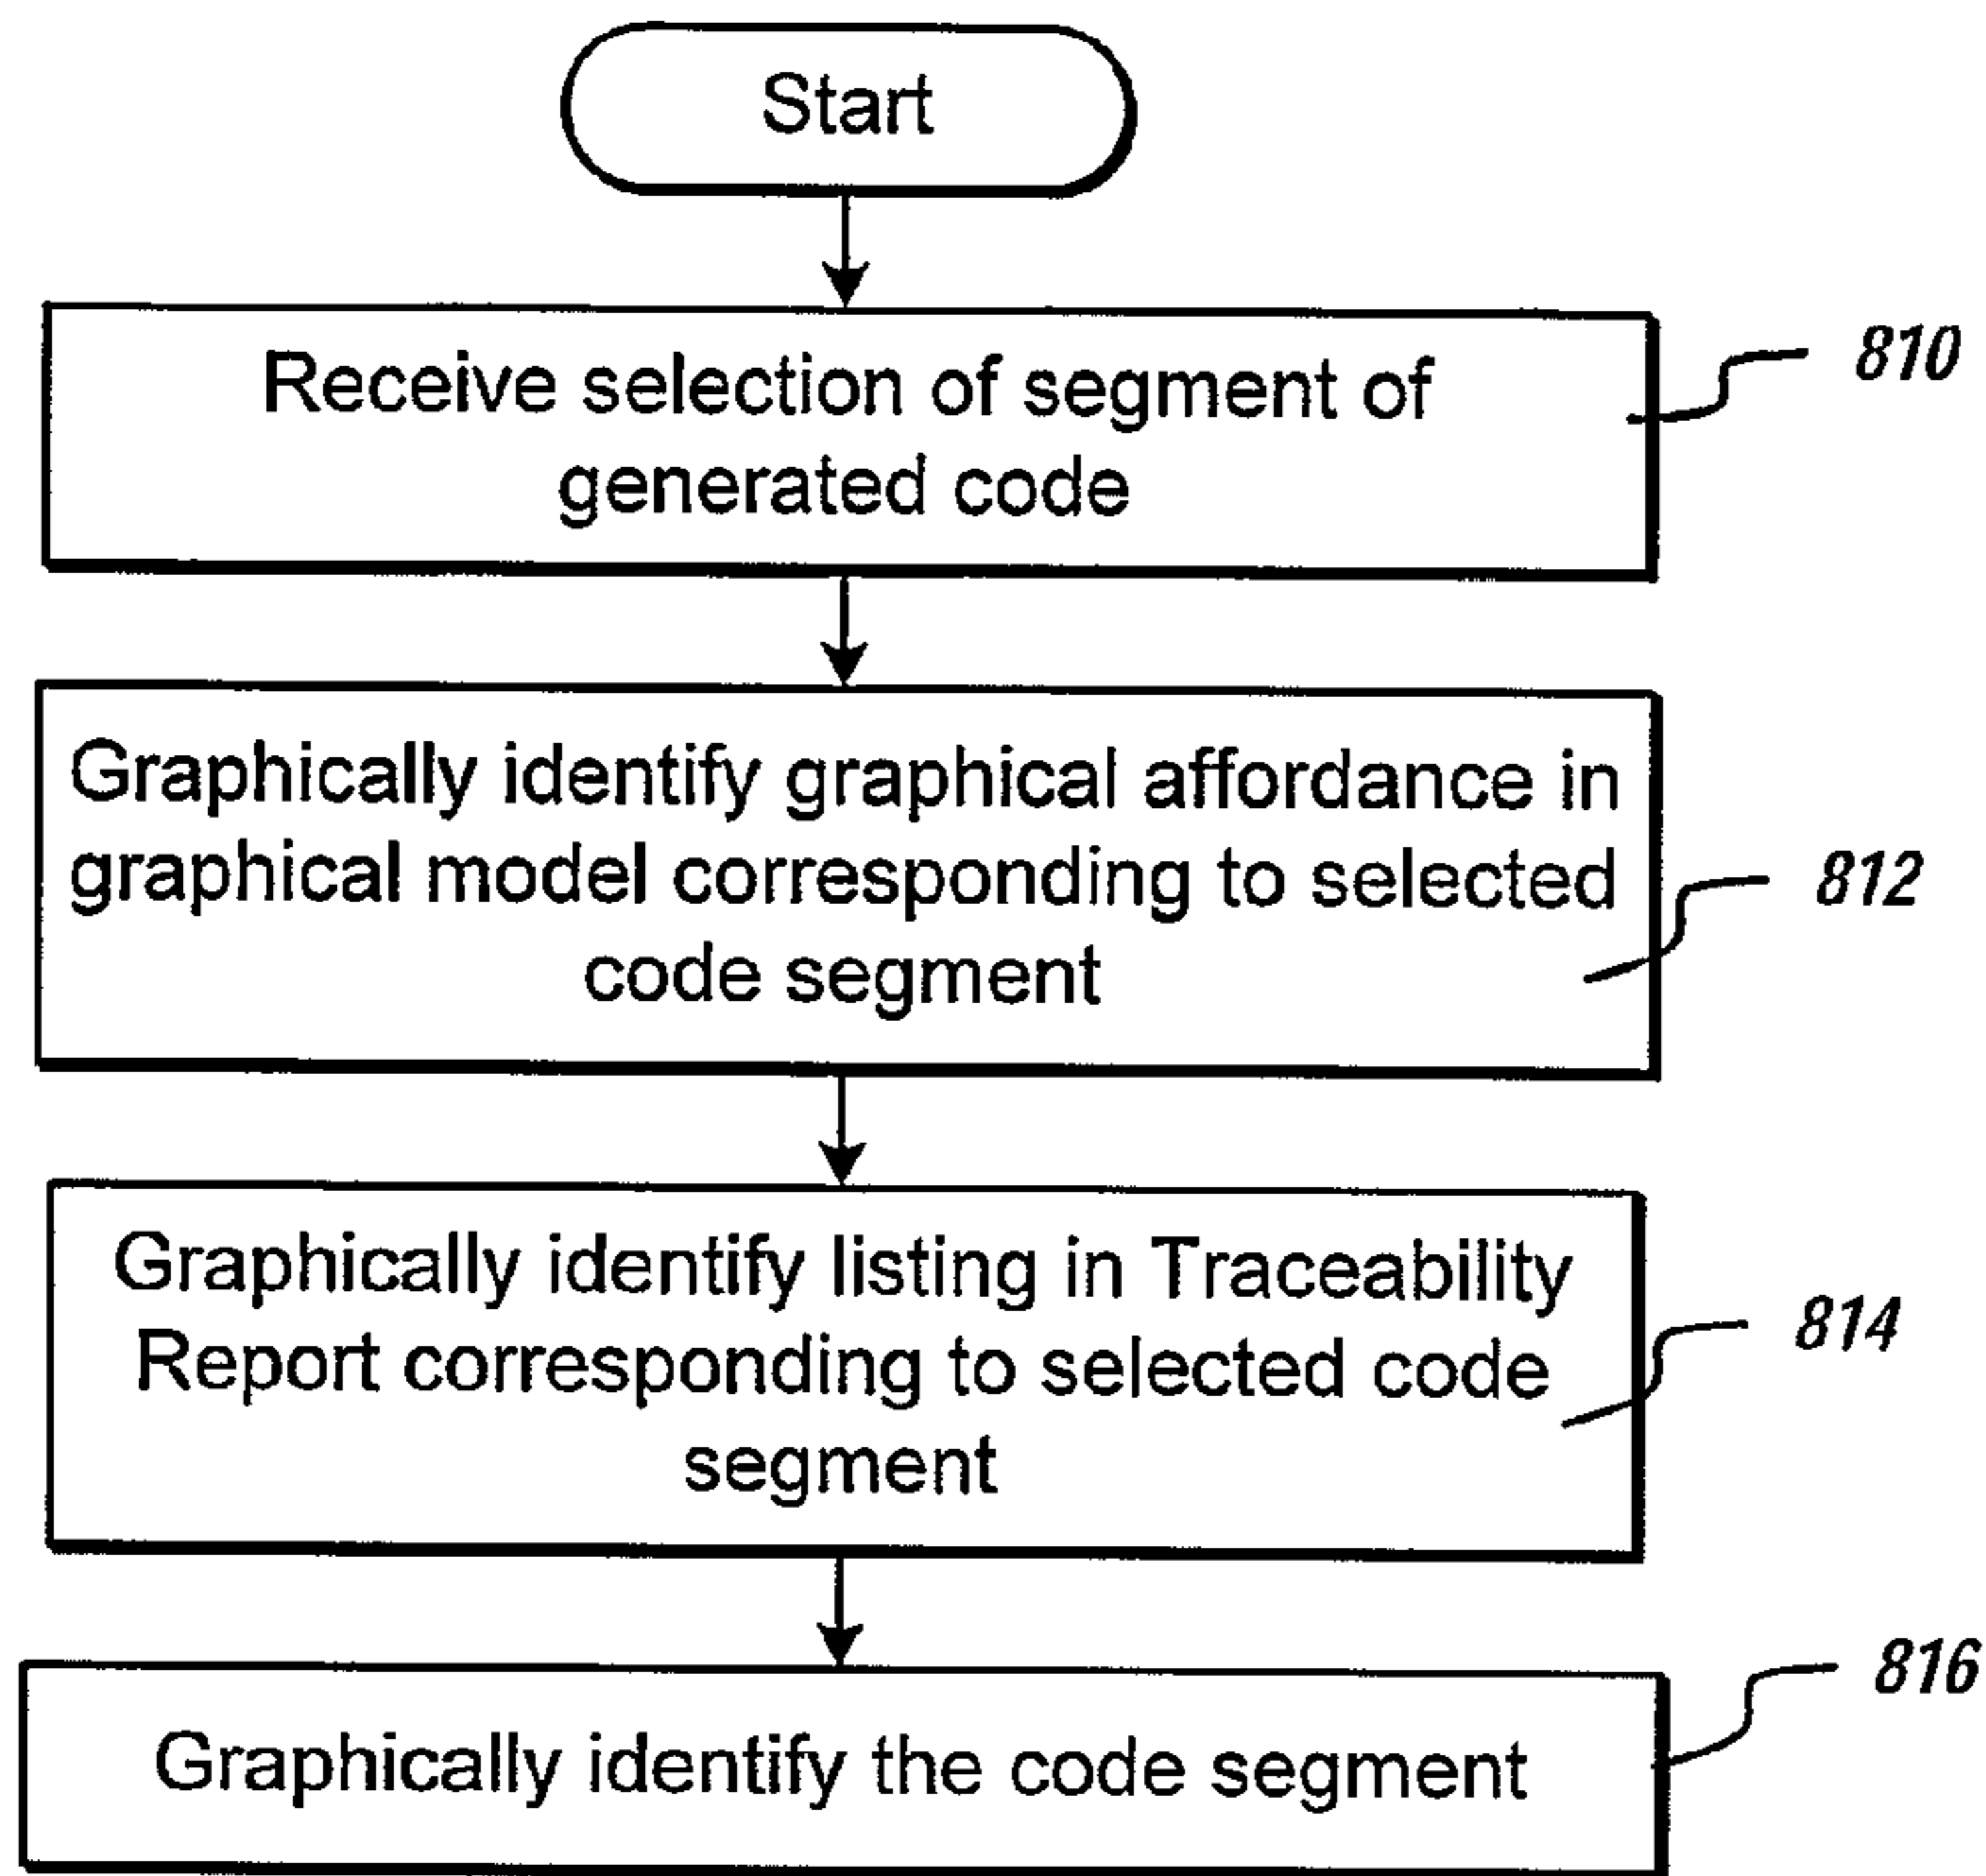 Start
Receive selection of segment of
generated code
810
Graphically identify graphical affordance in
graphical model corresponding to selected
code segment
812
Graphically identify listing in Traceability
Report corresponding to selected code
segment
814
Graphically identify the code segment
816